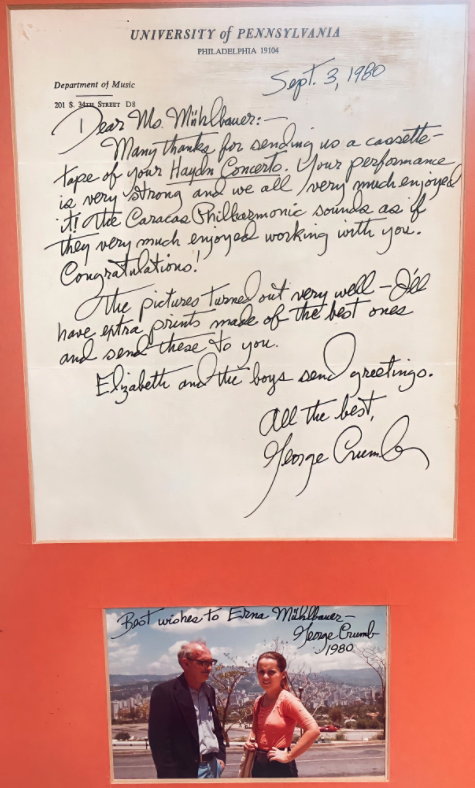 UNIVERSITY of PENNSYLVANIA
PHILADELPHIA 19104
Sept. 3, 1980
Department of Music
201 S. 34TH STREET D8
Dear Ms. Mühlbauer:—
Many thanks for sending us a cassette-
tape of your Haydn Concerto. Your performance
is very strong and we all very much enjoyed
it! The Caracas Philharmonic sounds as if
they very much enjoyed working with you.
Congratulations!
The pictures turned out very well – I'll
have extra prints made of the best ones
and send these to you.
Elizabeth and the boys send greetings.
All the best,
George Crumb
Best wishes to Erna Mühlbauer–
George Crumb
1980